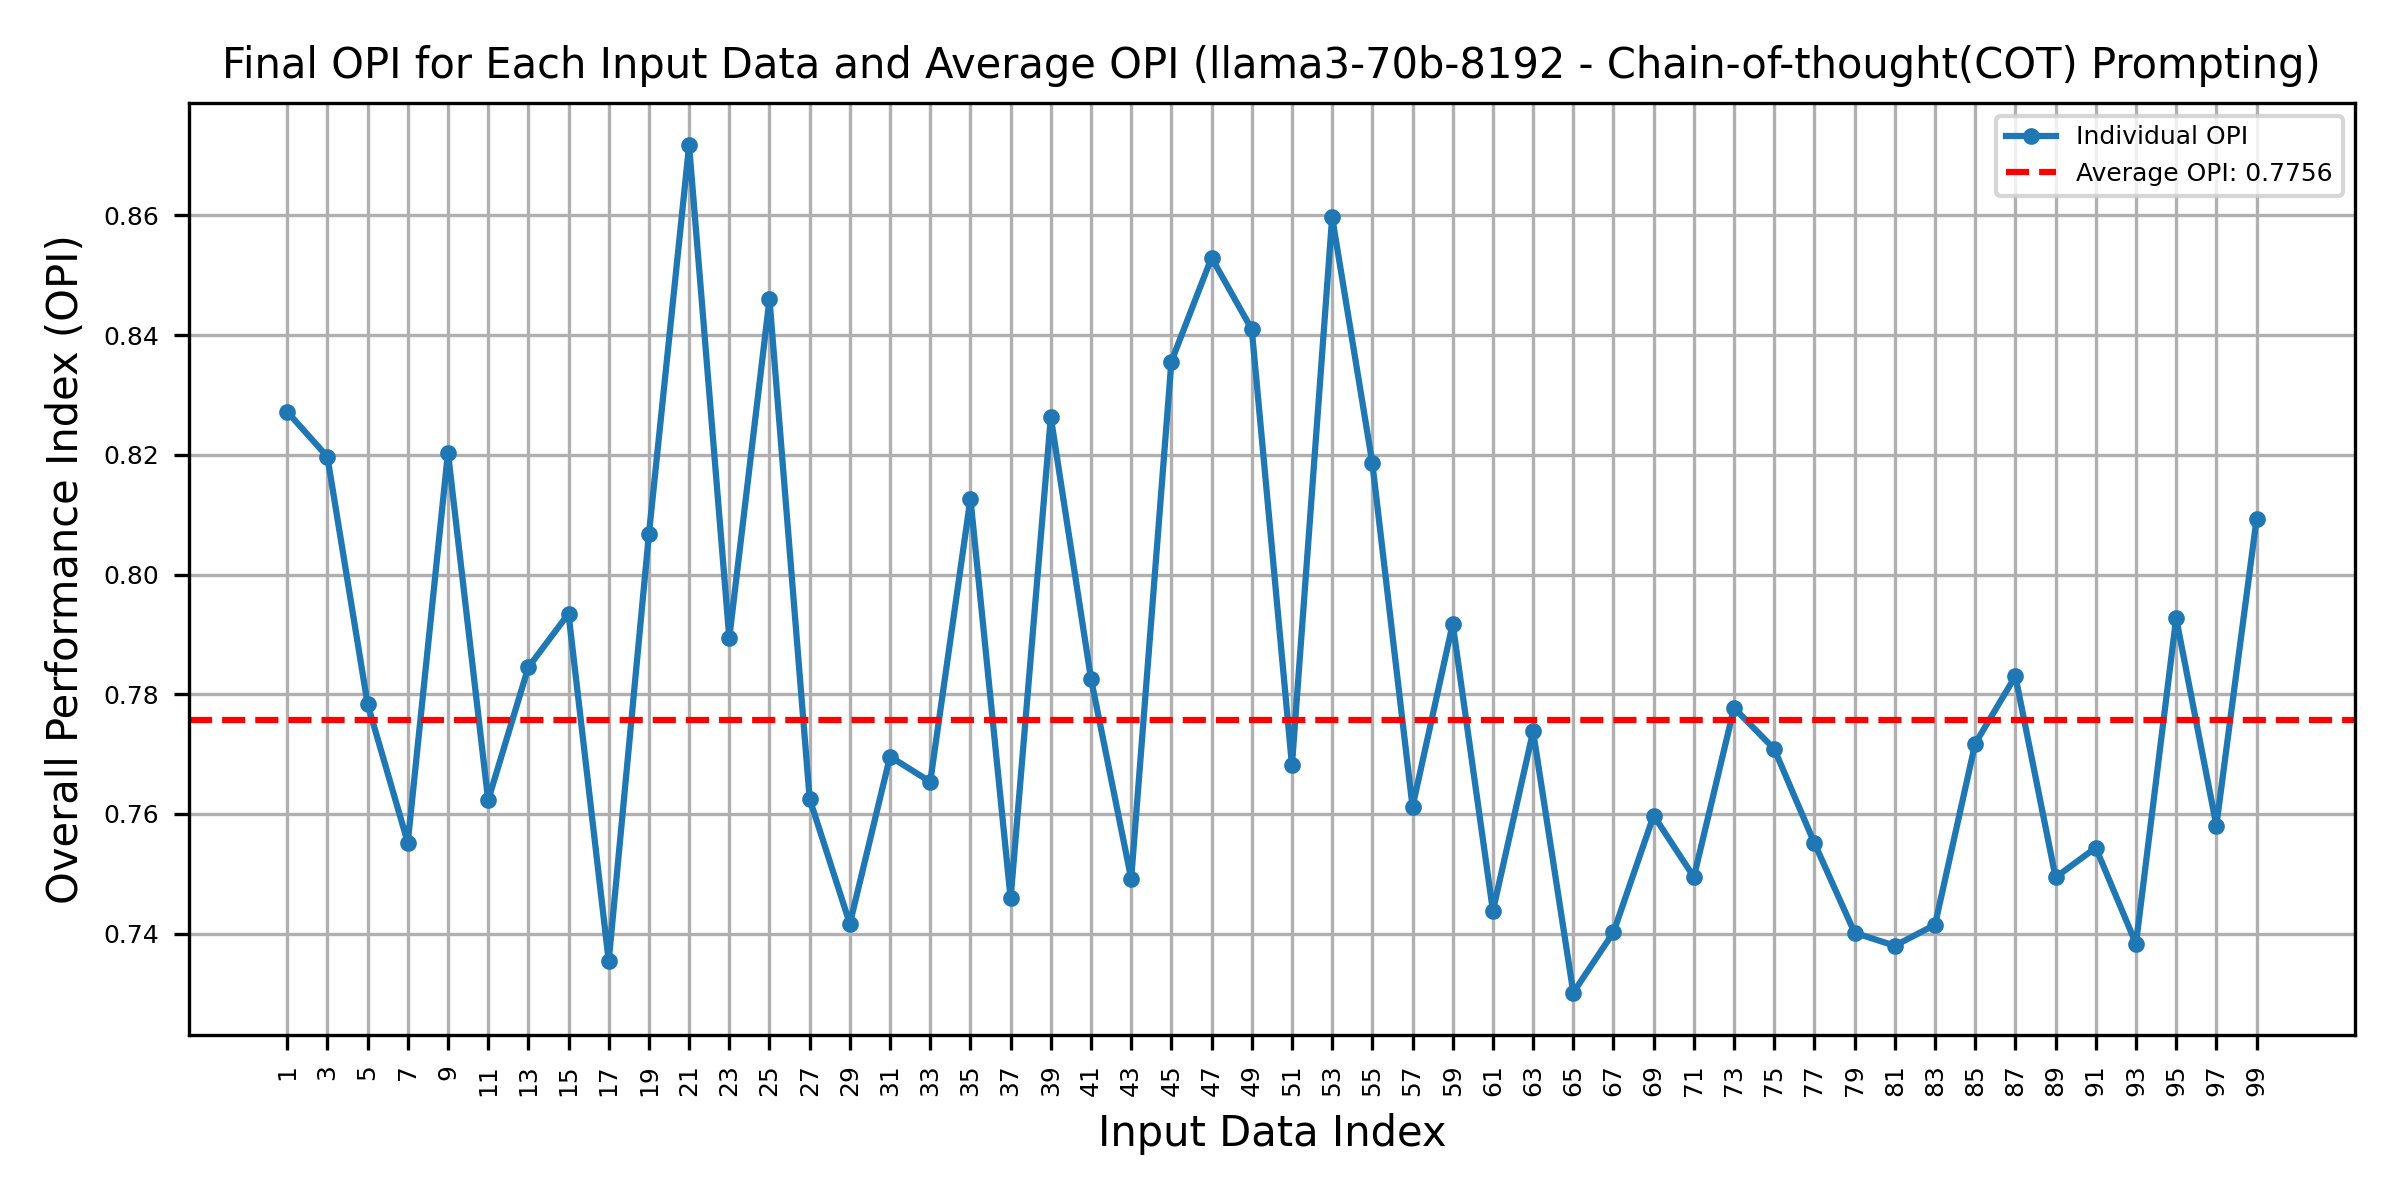 Final OPI for Each Input Data and Average OPI (llama3-70b-8192 - Chain-of-thought(COT) Prompting)
Individual OPI
Average OPI: 0.7756
Overall Performance Index (OPI)
0.86
0.84
0.82
0.80
0.78
0.76
0.74
1 3 5 7 9 11 13 15 17 19 21 23 25 27 29 31 33 35 37 39 41 43 45 47 49 51 53 55 57 59 61 63 65 67 69 71 73 75 77 79 81 83 85 87 89 91 93 95 97 99
Input Data Index